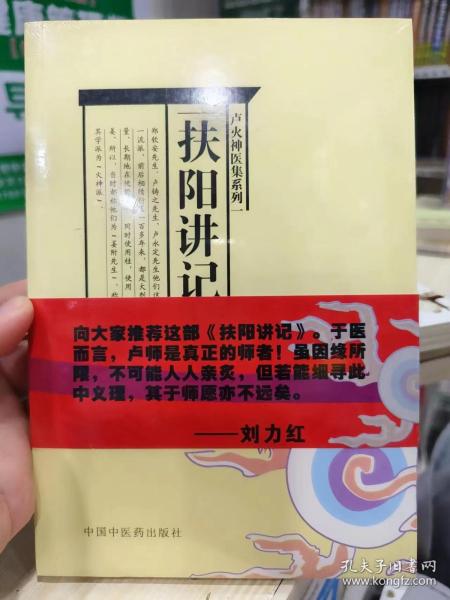 卢火神医集系列一
扶阳讲记
郑钦安先生、卢铸之先生、卢永定先生他们这
一流派，前后相续行
一百多年来，都是大剂
量、长期地在使
同时使用桂，使用
姜，所以，当时都称他们为“姜附先生”，称
其学派为“火神派”。
向大家推荐这部《扶阳讲记》。于医
而言，卢师是真正的师者！虽因缘所
限，不可能人人亲炙，但若能细寻此
中义理，其于师愿亦不远矣。
——刘力红
中国中医药出版社
孔夫子旧书网
www.kongfz.com